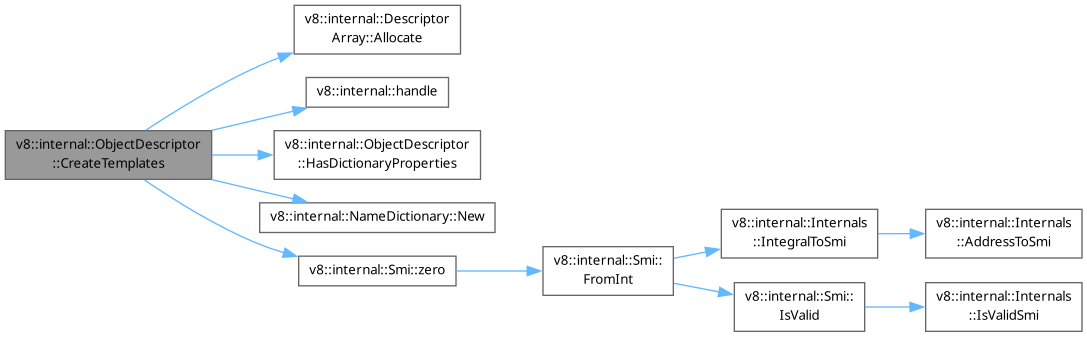 v8::internal::ObjectDescriptor
::CreateTemplates
v8::internal::Descriptor
Array::Allocate
v8::internal::handle
v8::internal::ObjectDescriptor
::HasDictionaryProperties
v8::internal::NameDictionary::New
v8::internal::Smi::zero
v8::internal::Smi::
FromInt
v8::internal::Internals
::IntegralToSmi
v8::internal::Internals
::AddressToSmi
v8::internal::Smi::
IsValid
v8::internal::Internals
::IsValidSmi